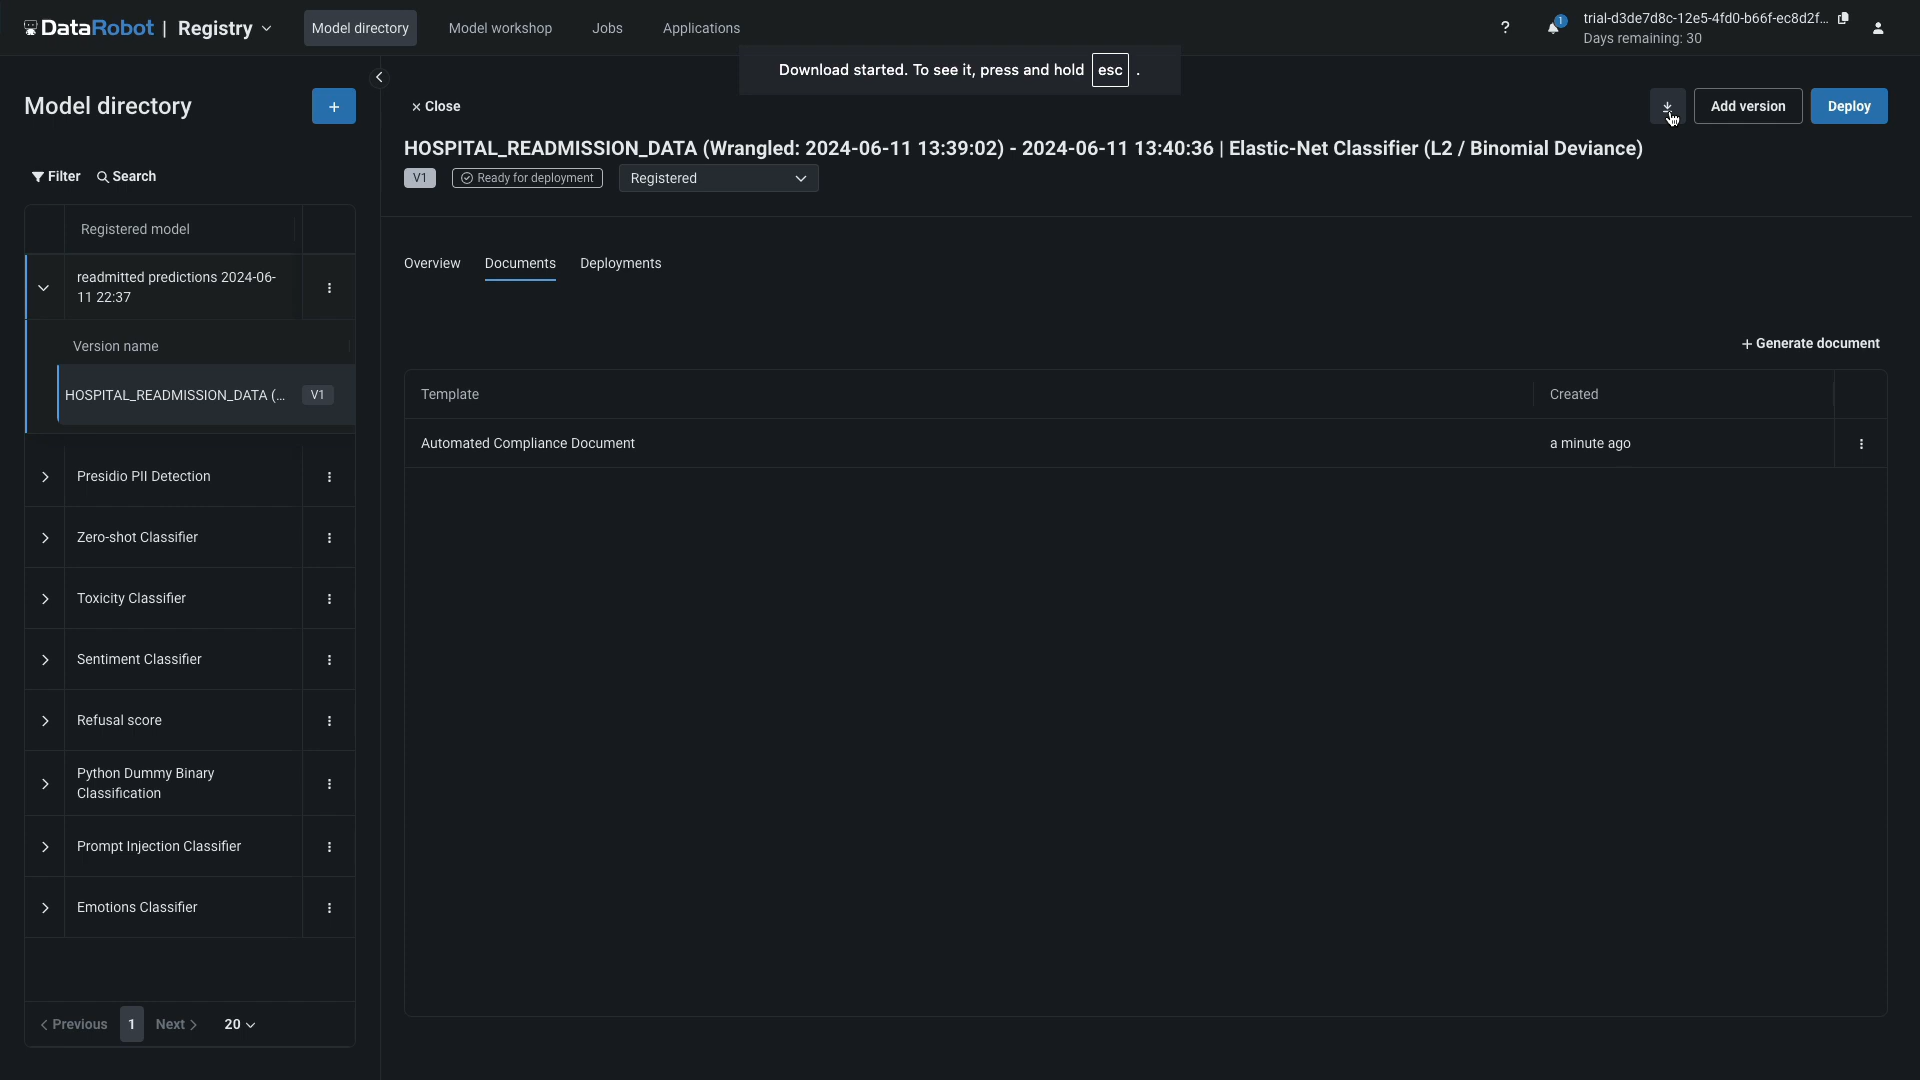 DataRobot | Registry
Model directory
Model workshop
Jobs
Applications
?
1
trial-d3de7d8c-12e5-4fd0-b66f-ec8d2f...
Days remaining: 30
Download started. To see it, press and hold esc .
Model directory
+
Close
Add version
Deploy
HOSPITAL_READMISSION_DATA (Wrangled: 2024-06-11 13:39:02) - 2024-06-11 13:40:36 | Elastic-Net Classifier (L2 / Binomial Deviance)
V1
Ready for deployment
Registered
Filter
Search
Registered model
readmitted predictions 2024-06-
11 22:37
Version name
HOSPITAL_READMISSION_DATA (...
V1
Presidio PII Detection
Zero-shot Classifier
Toxicity Classifier
Sentiment Classifier
Refusal score
Python Dummy Binary
Classification
Prompt Injection Classifier
Emotions Classifier
Previous
1
Next
20
Overview
Documents
Deployments
+ Generate document
Template
Created
Automated Compliance Document
a minute ago